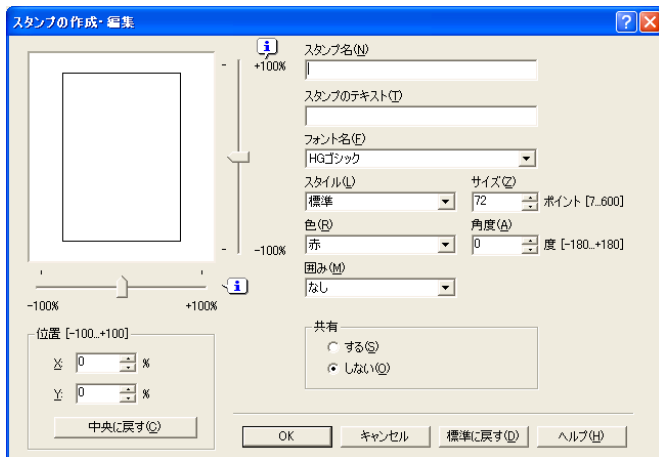 スタンプの作成・編集
+100%
-100%
-100%
+100%
位置 [-100...+100]
X: 0 %
Y: 0 %
中央に戻す(C)
スタンプ名(N)
スタンプのテキスト(T)
フォント名(F)
HGゴシック
スタイル(L)
標準
サイズ(Z)
72 ポイント [7...600]
色(R)
赤
角度(A)
0 度 [-180...+180]
囲み(M)
なし
共有
する(S)
しない(O)
OK
キャンセル
標準に戻す(D)
ヘルプ(H)